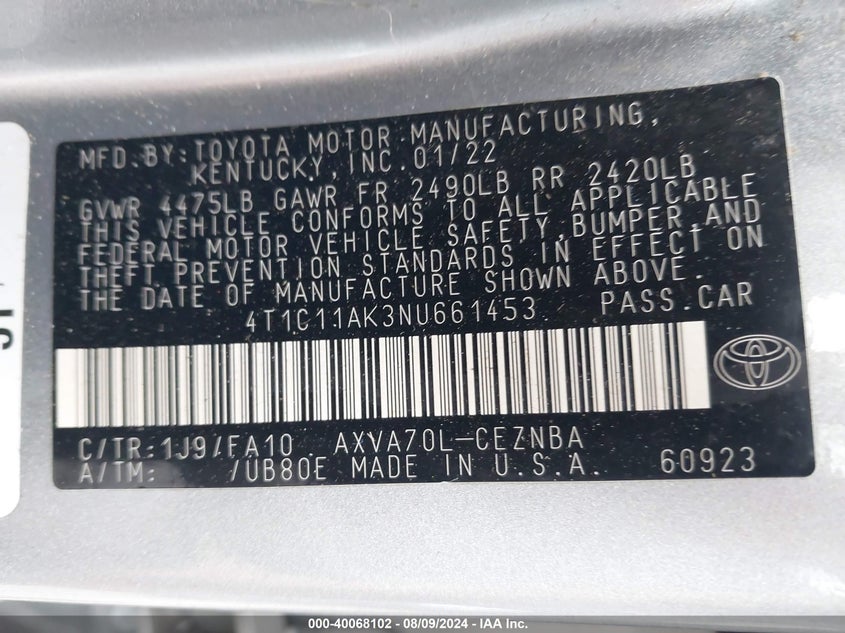 MFD. BY: TOYOTA MOTOR MANUFACTURING,
KENTUCKY, INC. 01/22
GVWR 4475LB GAWR FR 2490LB RR 2420LB
THIS VEHICLE CONFORMS TO ALL APPLICABLE
FEDERAL MOTOR VEHICLE SAFETY, BUMPER, AND
THEFT PREVENTION STANDARDS IN EFFECT ON
THE DATE OF MANUFACTURE SHOWN ABOVE.
4T1C11AK3NU661453 PASS. CAR
C/TR: 1J9/FA10 AXVA70L-CEZNBA
A/TM: /UB80E MADE IN U.S.A. 60923
000-40068102 - 08/09/2024 - IAA Inc.